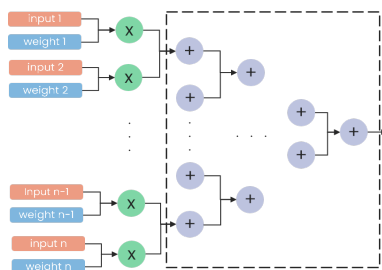 input 1
weight 1
x
input 2
weight 2
x
+
+
+
+
+
+
. . .
+
+
+
input n-1
weight n-1
x
input n
weight n
x